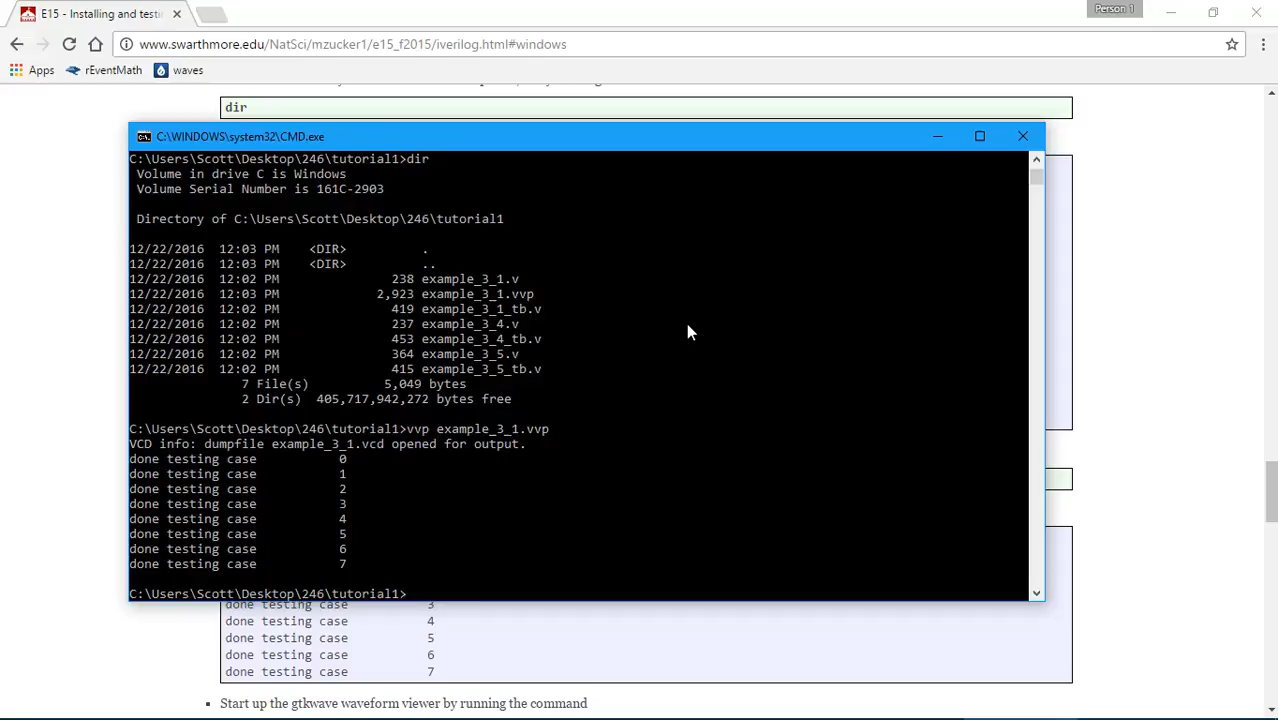 E15 - Installing and testi
Person 1
www.swarthmore.edu/NatSci/mzucker1/e15_f2015/iverilog.html#windows
Apps rEventMath waves
dir
C:\WINDOWS\system32\CMD.exe
C:\Users\Scott\Desktop\246\tutorial1>dir
Volume in drive C is Windows
Volume Serial Number is 161C-2903
Directory of C:\Users\Scott\Desktop\246\tutorial1
12/22/2016 12:03 PM <DIR> .
12/22/2016 12:03 PM <DIR> ..
12/22/2016 12:02 PM 238 example_3_1.v
12/22/2016 12:03 PM 2,923 example_3_1.vvp
12/22/2016 12:02 PM 419 example_3_1_tb.v
12/22/2016 12:02 PM 237 example_3_4.v
12/22/2016 12:02 PM 453 example_3_4_tb.v
12/22/2016 12:02 PM 364 example_3_5.v
12/22/2016 12:02 PM 415 example_3_5_tb.v
7 File(s) 5,049 bytes
2 Dir(s) 405,717,942,272 bytes free
C:\Users\Scott\Desktop\246\tutorial1>vvp example_3_1.vvp
VCD info: dumpfile example_3_1.vcd opened for output.
done testing case 0
done testing case 1
done testing case 2
done testing case 3
done testing case 4
done testing case 5
done testing case 6
done testing case 7
C:\Users\Scott\Desktop\246\tutorial1>
done testing case 3
done testing case 4
done testing case 5
done testing case 6
done testing case 7
Start up the gtkwave waveform viewer by running the command